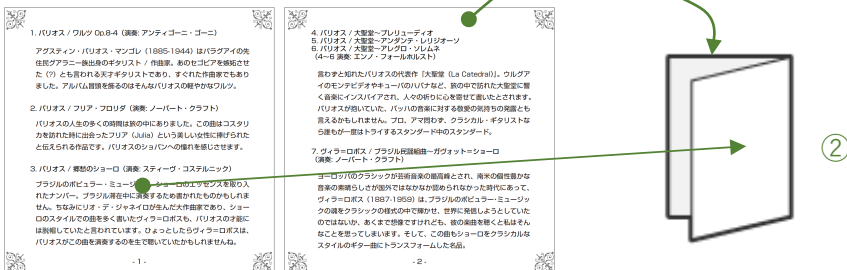 1. バリオス / ワルツ Op.8-4（演奏: アンティゴーニ・ゴーニ）
アグスティン・バリオス・マンゴレ（1885-1944）はパラグアイの先
住民グアラニー族出身のギタリスト / 作曲家。あのセゴビアを嫉妬させ
た（?）とも言われる天才ギタリストであり、すぐれた作曲家でもあり
ました。アルバム冒頭を飾るのはそんなバリオスの軽やかなワルツ。
2. バリオス / フリア・フロリダ（演奏: ノーバート・クラフト）
バリオスの人生の多くの時間は旅の中にありました。この曲はコスタリ
カを訪れた時に出会ったフリア（Julia）という美しい女性に捧げられた
と伝えられる作品です。バリオスのショパンへの憧れを感じさせます。
3. バリオス / 郷愁のショーロ（演奏: スティーヴ・コステルニック）
ブラジルのポピュラー・ミュージ ショーロのエッセンスを取り入
れたナンバー。ブラジル滞在中に演奏するため書かれたものかもしれま
せん。ちなみにリオ・デ・ジャネイロが生んだ大作曲家であり、ショー
ロのスタイルでの曲を多く書いたヴィラ＝ロボスも、バリオスの才能に
は脱帽していたと言われています。ひょっとしたらヴィラ＝ロボスは、
バリオスがこの曲を演奏するのを生で聴いていたかもしれませんね。
- 1 -
4. バリオス / 大聖堂〜プレリューディオ
5. バリオス / 大聖堂〜アンダンテ・レリジオーソ
6. バリオス / 大聖堂〜アレグロ・ソレムネ
（4〜6 演奏: エンノ・フォールホルスト）
言わずと知れたバリオスの代表作『大聖堂（La Catedral）』。ウルグア
イのモンテビデオやキューバのハバナなど、旅の中で訪れた大聖堂に響
く音楽にインスパイアされ、人々の祈りに心を寄せて書いたとされます。
バリオスが抱いていた、バッハの音楽に対する敬愛の気持ちの発露とも
言えるかもしれません。プロ、アマ問わず、クラシカル・ギタリストな
ら誰もが一度はトライするスタンダード中のスタンダード。
7. ヴィラ＝ロボス / ブラジル民謡組曲〜ガヴォット＝ショーロ
（演奏: ノーバート・クラフト）
ヨーロッパのクラシックが芸術音楽の最高峰とされ、南米の個性豊かな
音楽の素晴らしさが国外ではなかなか認められなかった時代にあって、
ヴィラ＝ロボス（1887-1959）は、ブラジルのポピュラー・ミュージッ
クの魂をクラシックの様式の中で輝かせ、世界に発信しようとしていた
のではないか、あくまで想像ですけれども、彼の楽曲を聴くと私はそん
なことを思ってしまいます。そして、この曲もショーロをクラシカルな
スタイルのギター曲にトランスフォームした名品。
- 2 -
②